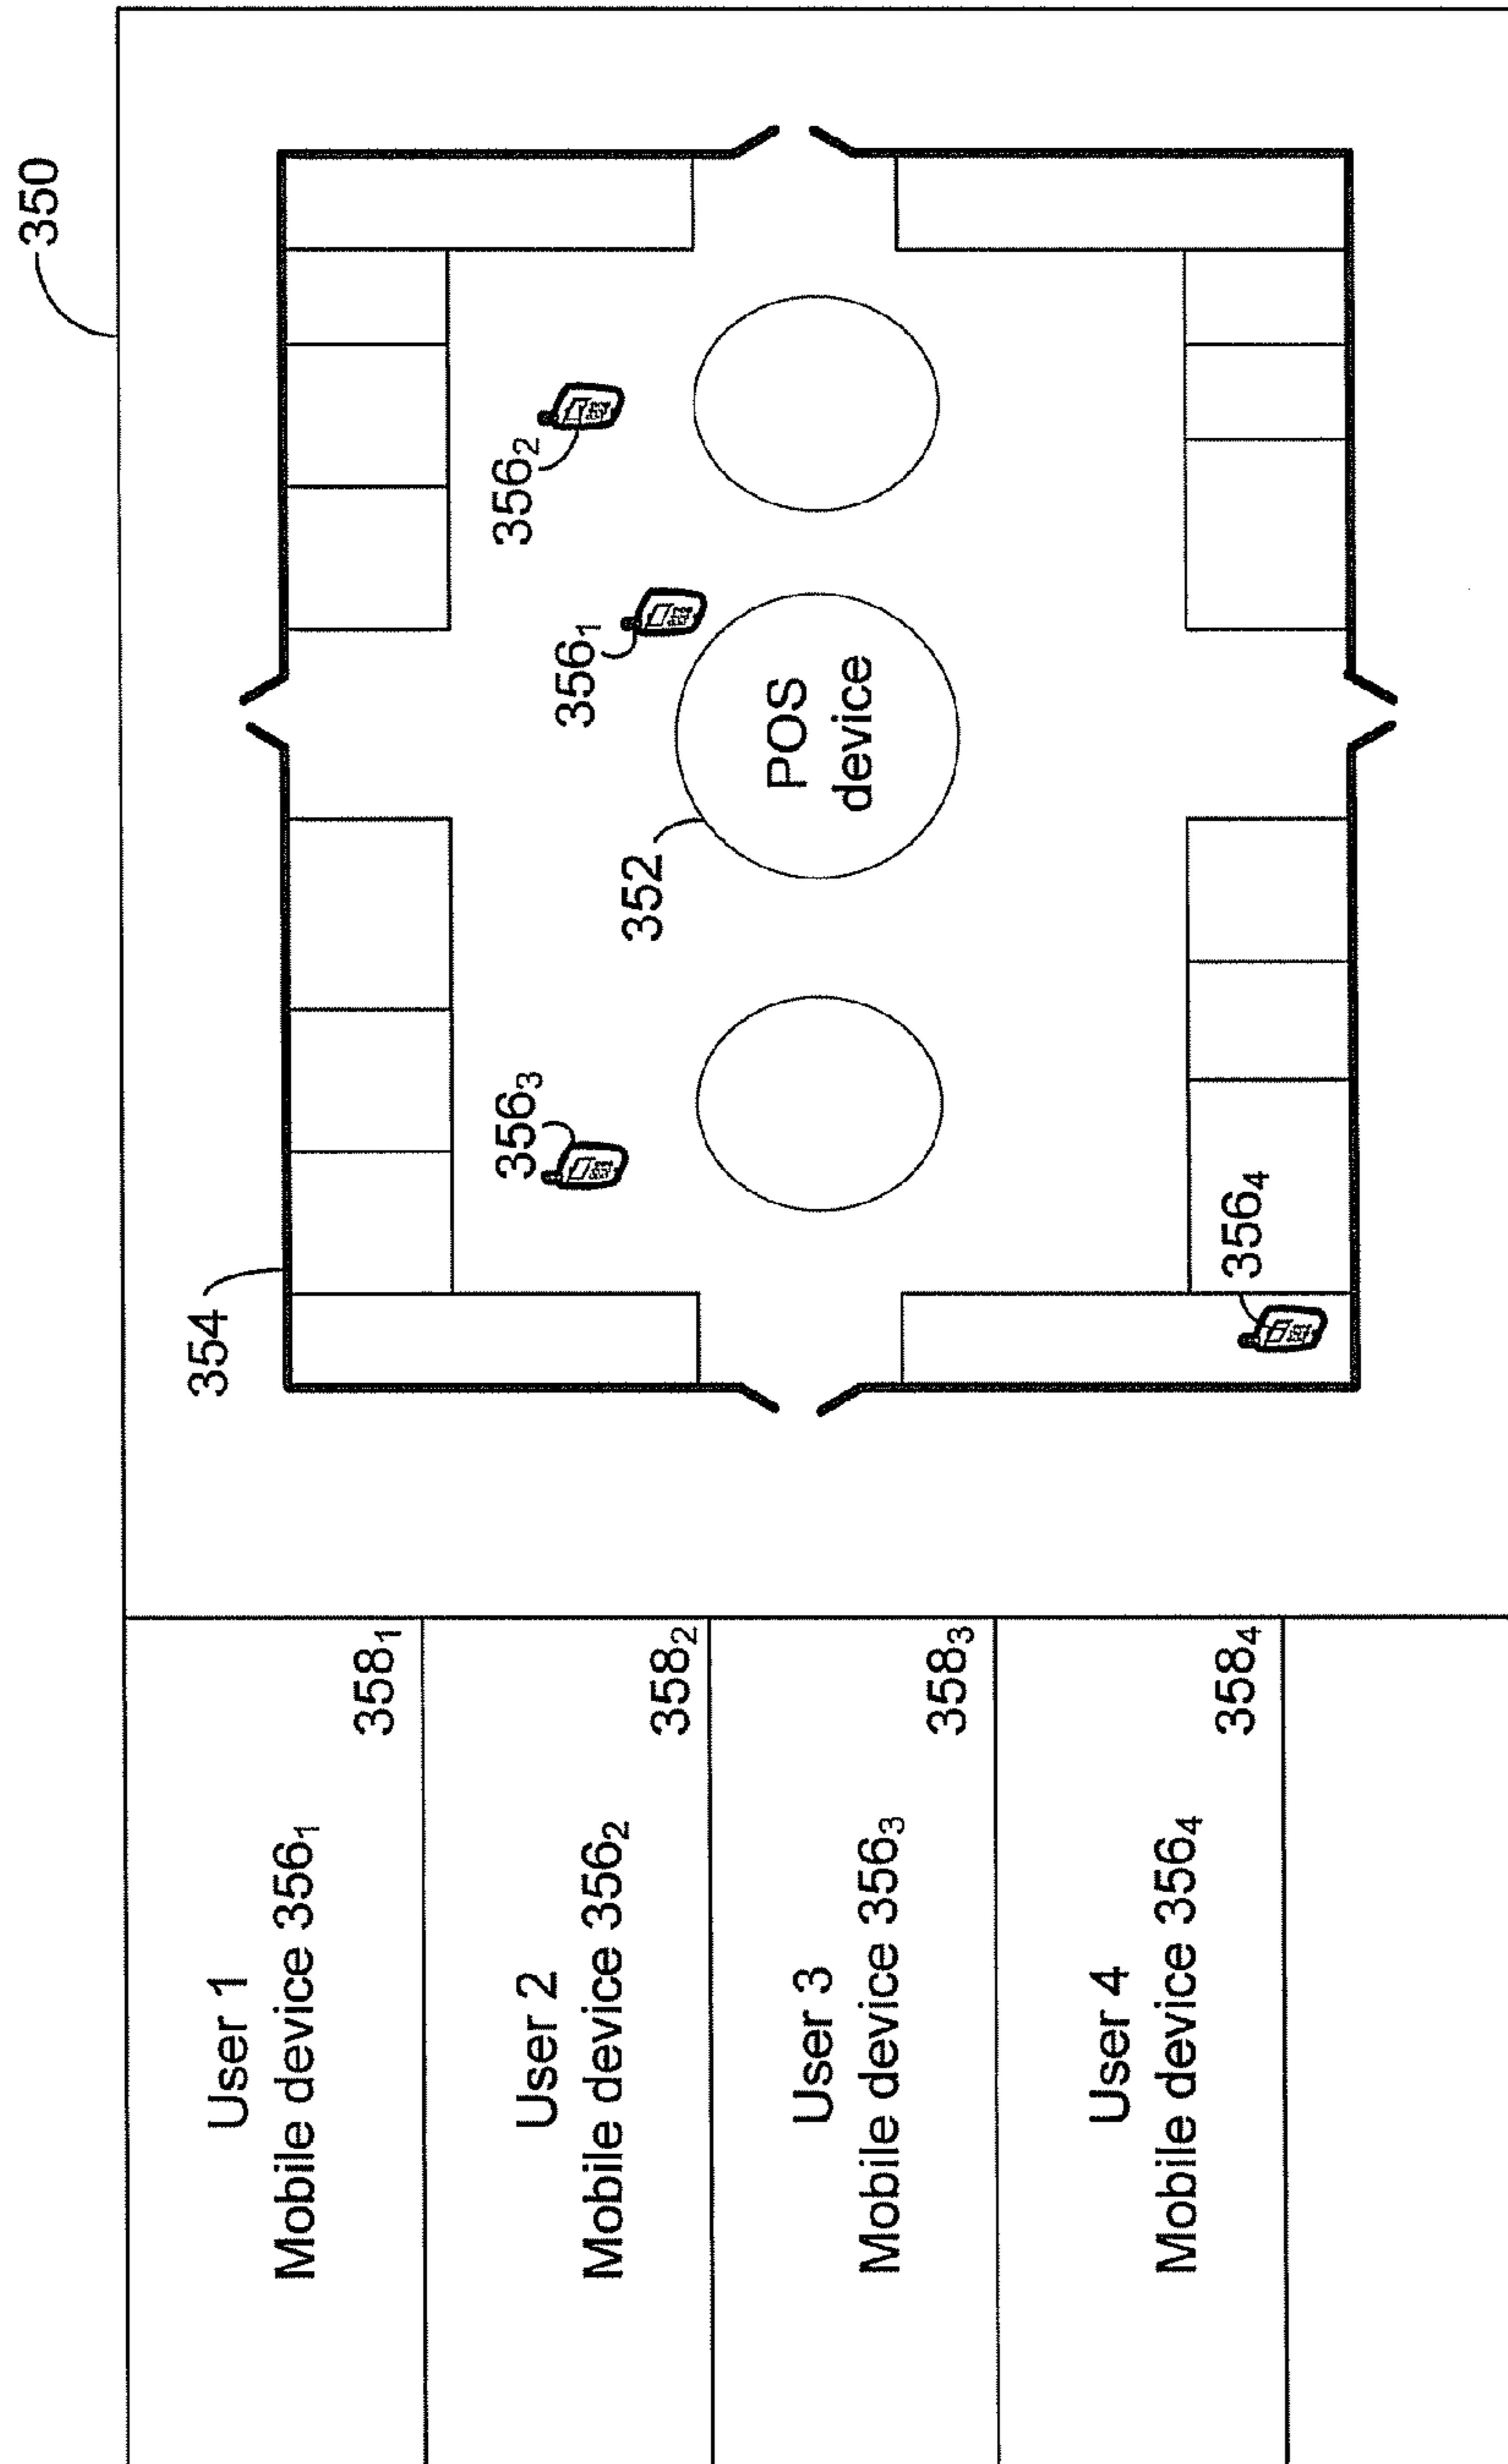 350
User 1
Mobile device 356₁
358₁
User 2
Mobile device 356₂
358₂
User 3
Mobile device 356₃
358₃
User 4
Mobile device 356₄
358₄
354
356₃
356₁
356₂
352
POS
device
356₄